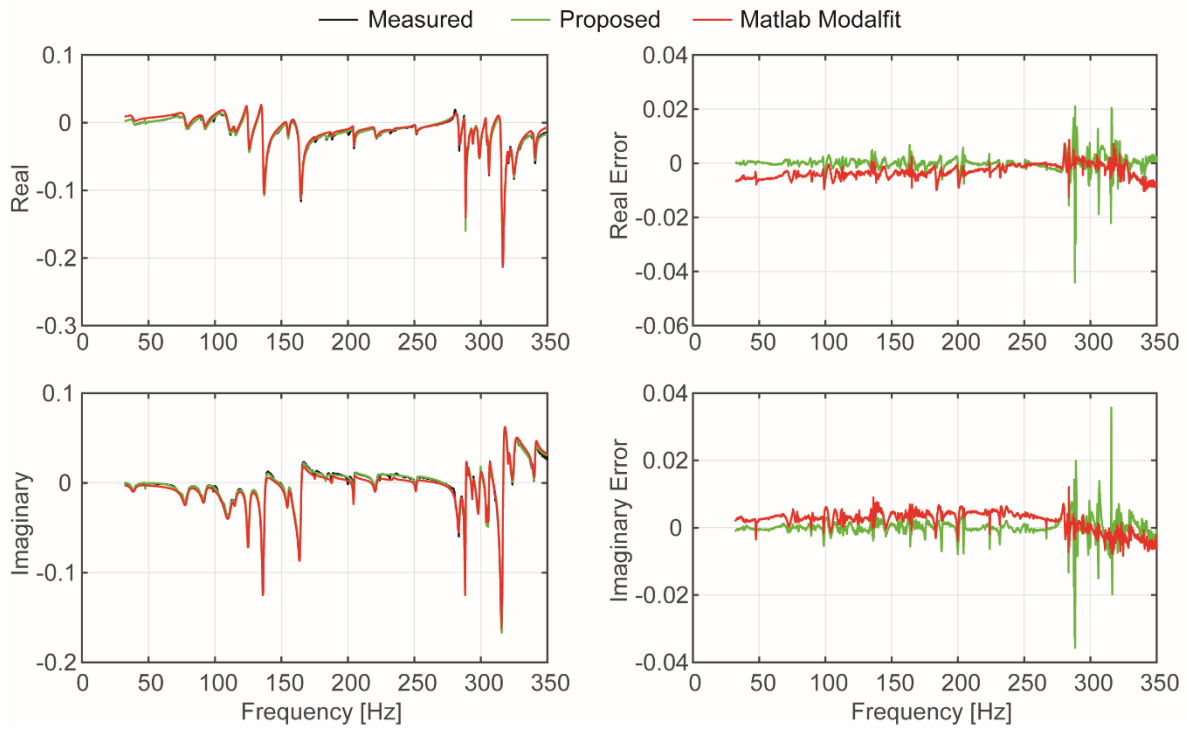 Measured Proposed Matlab Modalfit
Real
0.1
0
-0.1
-0.2
-0.3
0 50 100 150 200 250 300 350
Real Error
0.04
0.02
0
-0.02
-0.04
-0.06
0 50 100 150 200 250 300 350
Imaginary
0.1
0
-0.1
-0.2
0 50 100 150 200 250 300 350
Frequency [Hz]
Imaginary Error
0.04
0.02
0
-0.02
-0.04
0 50 100 150 200 250 300 350
Frequency [Hz]